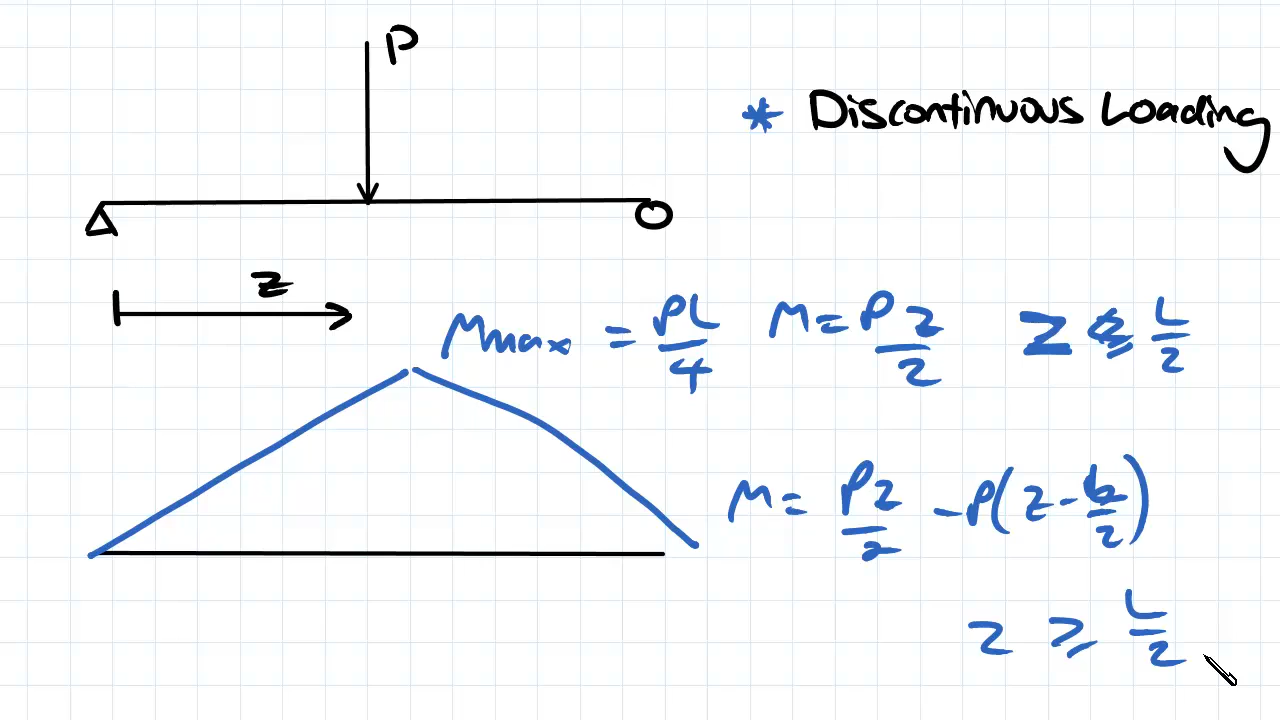 P
* Discontinuous Loading
z
Mmax = PL/4
M = Pz/2 z ≤ L/2
M = Pz/2 - P(z - L/2)
z ≥ L/2